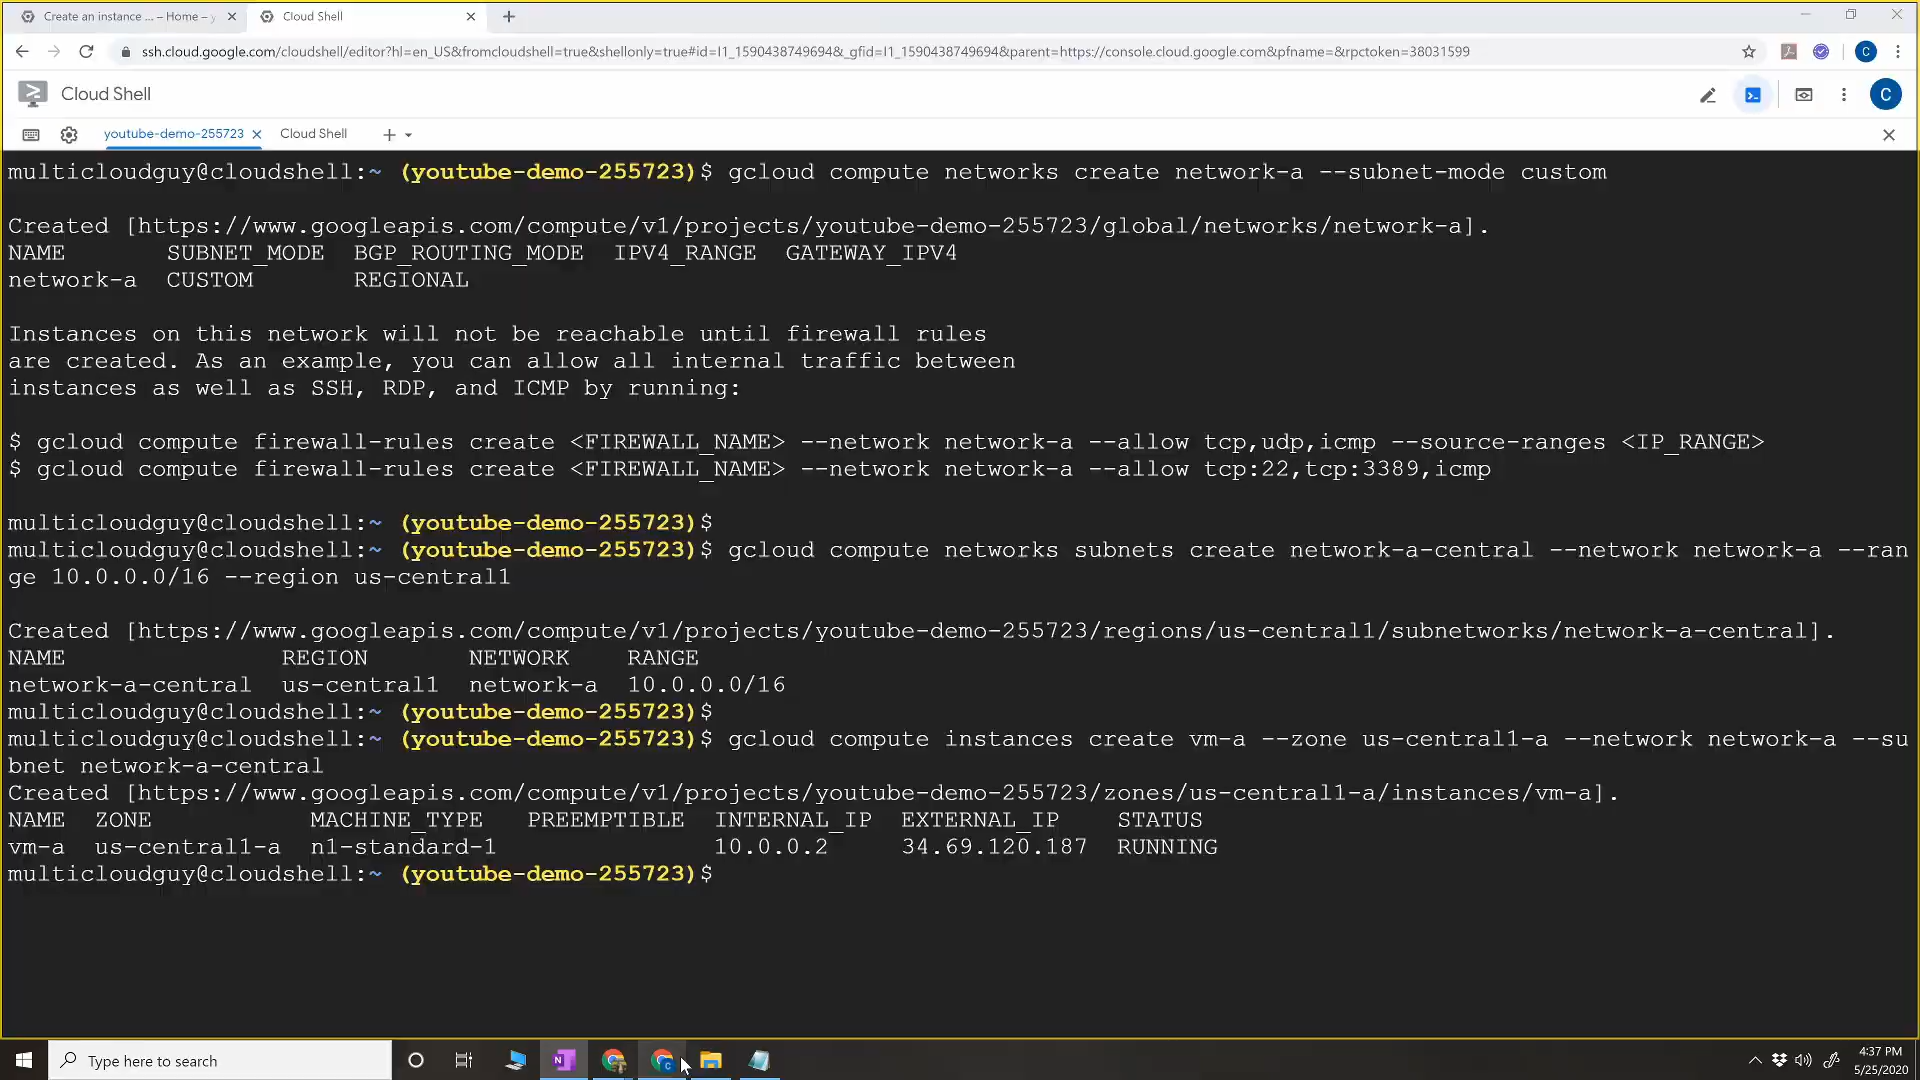 Create an instance ... – Home –
Cloud Shell
ssh.cloud.google.com/cloudshell/editor?hl=en_US&fromcloudshell=true&shellonly=true#id=I1_1590438749694&_gfid=I1_1590438749694&parent=https://console.cloud.google.com&pfname=&rpctoken=38031599
C
Cloud Shell
C
youtube-demo-255723
Cloud Shell
multicloudguy@cloudshell:~ (youtube-demo-255723)$ gcloud compute networks create network-a --subnet-mode custom
Created [https://www.googleapis.com/compute/v1/projects/youtube-demo-255723/global/networks/network-a].
NAME SUBNET_MODE BGP_ROUTING_MODE IPV4_RANGE GATEWAY_IPV4
network-a CUSTOM REGIONAL
Instances on this network will not be reachable until firewall rules
are created. As an example, you can allow all internal traffic between
instances as well as SSH, RDP, and ICMP by running:
$ gcloud compute firewall-rules create <FIREWALL_NAME> --network network-a --allow tcp,udp,icmp --source-ranges <IP_RANGE>
$ gcloud compute firewall-rules create <FIREWALL_NAME> --network network-a --allow tcp:22,tcp:3389,icmp
multicloudguy@cloudshell:~ (youtube-demo-255723)$
multicloudguy@cloudshell:~ (youtube-demo-255723)$ gcloud compute networks subnets create network-a-central --network network-a --ran
ge 10.0.0.0/16 --region us-central1
Created [https://www.googleapis.com/compute/v1/projects/youtube-demo-255723/regions/us-central1/subnetworks/network-a-central].
NAME REGION NETWORK RANGE
network-a-central us-central1 network-a 10.0.0.0/16
multicloudguy@cloudshell:~ (youtube-demo-255723)$
multicloudguy@cloudshell:~ (youtube-demo-255723)$ gcloud compute instances create vm-a --zone us-central1-a --network network-a --su
bnet network-a-central
Created [https://www.googleapis.com/compute/v1/projects/youtube-demo-255723/zones/us-central1-a/instances/vm-a].
NAME ZONE MACHINE_TYPE PREEMPTIBLE INTERNAL_IP EXTERNAL_IP STATUS
vm-a us-central1-a n1-standard-1 10.0.0.2 34.69.120.187 RUNNING
multicloudguy@cloudshell:~ (youtube-demo-255723)$
Type here to search
4:37 PM
5/25/2020